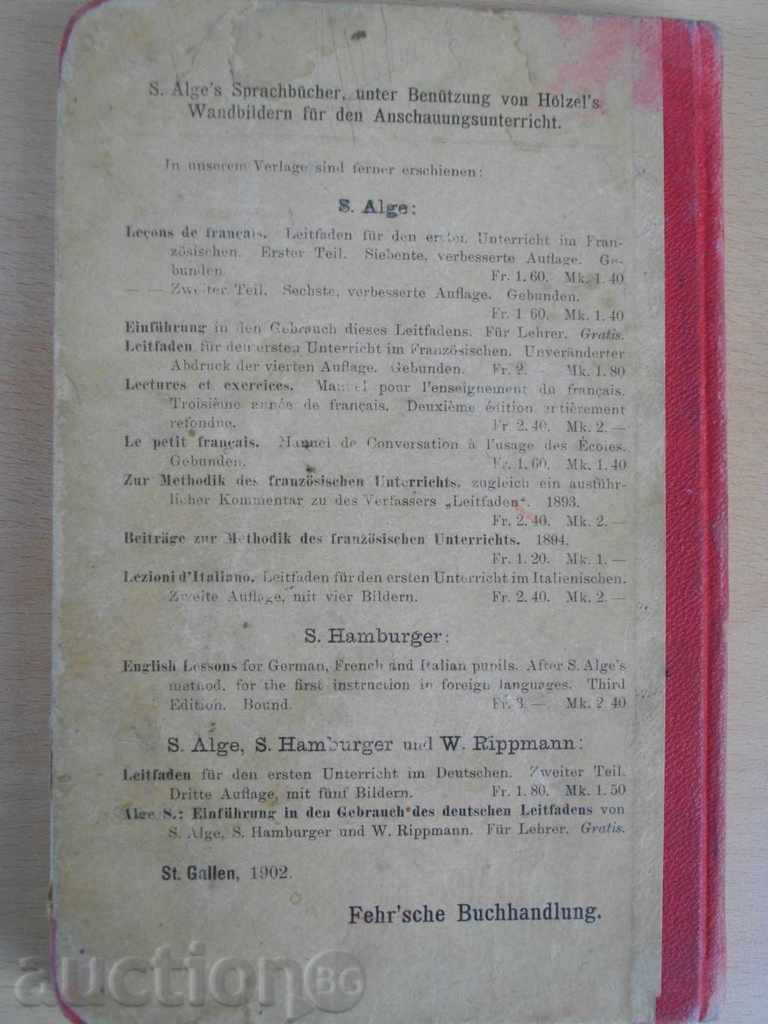 S. Alge's Sprachbücher, unter Benützung von Hölzel's
Wandbildern für den Anschauungsunterricht.
In unserem Verlage sind ferner erschienen:
S. Alge:
Leçons de français. Leitfaden für den ersten Unterricht im Fran-
zösischen. Erster Teil. Siebente, verbesserte Auflage. Ge-
bunden. Fr. 1. 60. Mk. 1. 40
— — Zweiter Teil. Sechste, verbesserte Auflage. Gebunden.
Fr. 1 60. Mk. 1. 40
Einführung in den Gebrauch dieses Leitfadens. Für Lehrer. Gratis.
Leitfaden für den ersten Unterricht im Französischen. Unveränderter
Abdruck der vierten Auflage. Gebunden. Fr. 2. Mk. 1. 80
Lectures et exercices. Manuel pour l'enseignement du français.
Troisième année de français. Deuxième édition entièrement
refondue. Fr. 2. 40. Mk. 2. —
Le petit français. Manuel de Conversation à l'usage des Écoles.
Gebunden. Fr. 1. 60. Mk. 1. 40
Zur Methodik des französischen Unterrichts, zugleich ein ausführ-
licher Kommentar zu des Verfassers „Leitfaden". 1893.
Fr. 2. 40. Mk. 2. —
Beiträge zur Methodik des französischen Unterrichts. 1894.
Fr. 1. 20. Mk. 1. —
Lezioni d'Italiano. Leitfaden für den ersten Unterricht im Italienischen.
Zweite Auflage, mit vier Bildern. Fr. 2. 40. Mk. 2. —
S. Hamburger:
English Lessons for German, French and Italian pupils. After S. Alge's
method, for the first instruction in foreign languages. Third
Edition. Bound. Fr. 3. — Mk. 2 40
S. Alge, S. Hamburger und W. Rippmann:
Leitfaden für den ersten Unterricht im Deutschen. Zweiter Teil.
Dritte Auflage, mit fünf Bildern. Fr. 1. 80. Mk. 1. 50
Alge S.: Einführung in den Gebrauch des deutschen Leitfadens von
S. Alge, S. Hamburger und W. Rippmann. Für Lehrer. Gratis.
St. Gallen, 1902.
Fehr'sche Buchhandlung.
auction BG